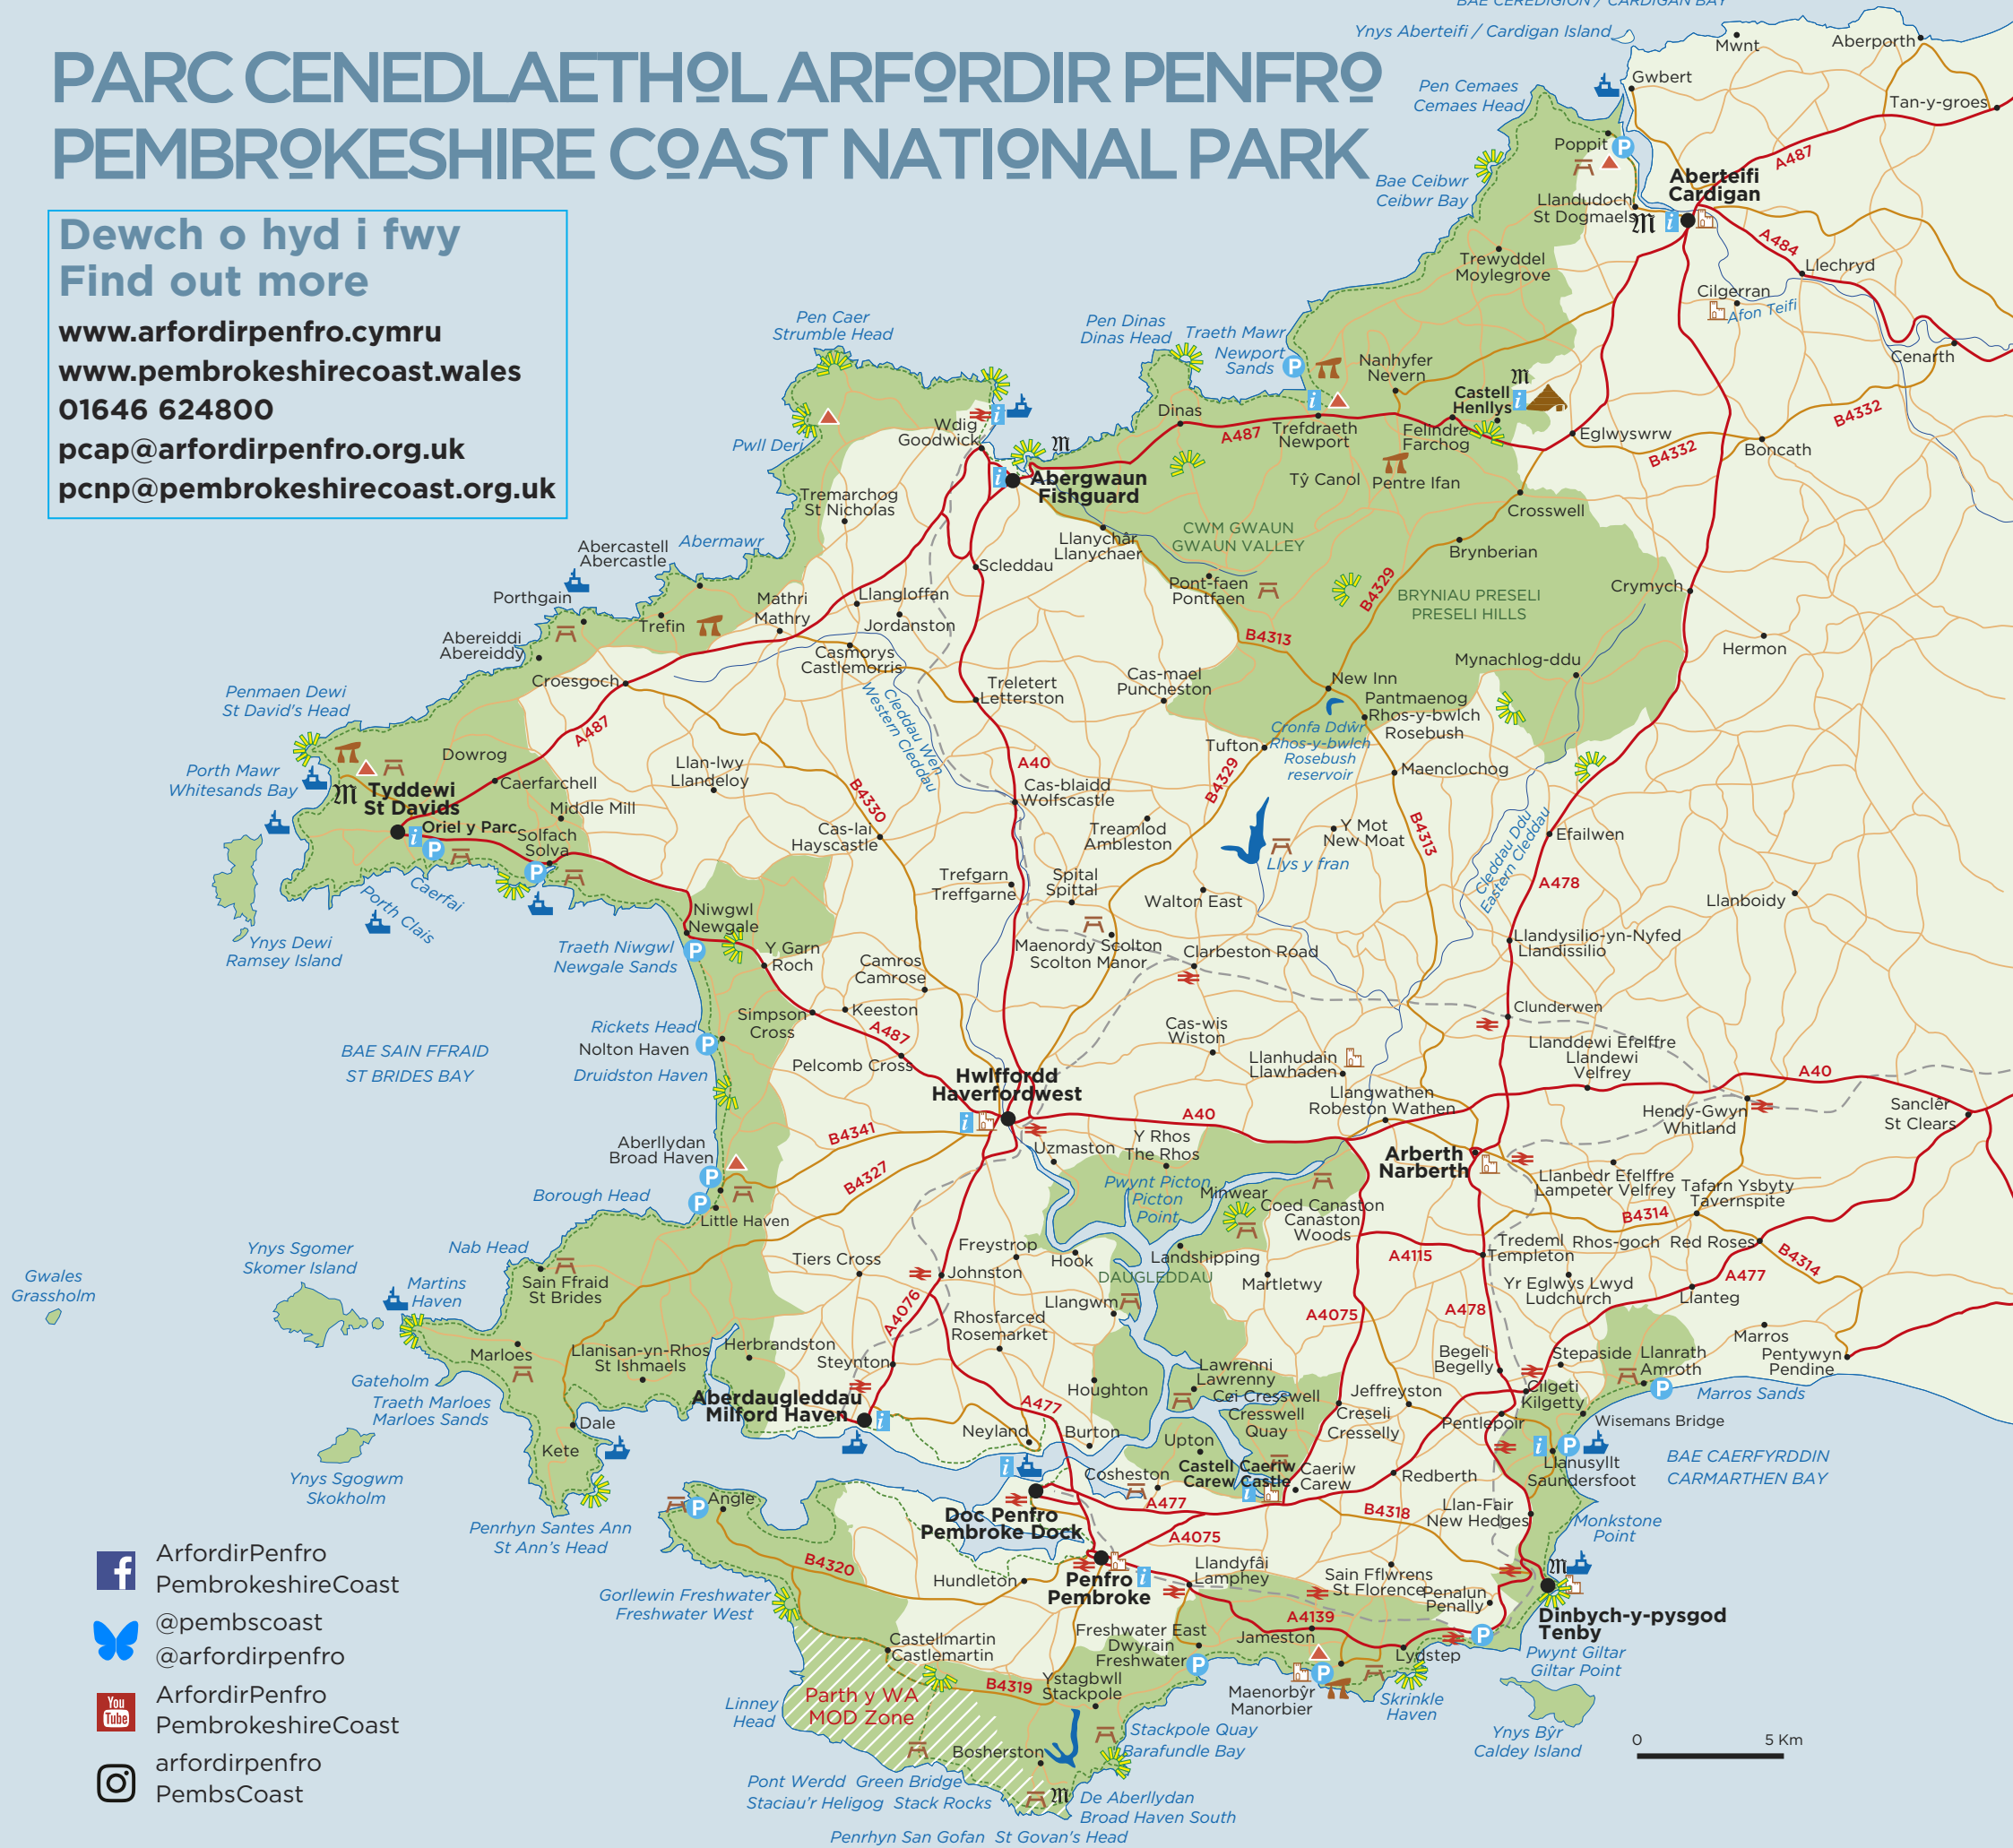 BAE CEREDIGION / CARDIGAN BAY
PARC CENEDLAETHOL ARFORDIR PENFRO
PEMBROKESHIRE COAST NATIONAL PARK
Dewch o hyd i fwy
Find out more
www.arfordirpenfro.cymru
www.pembrokeshirecoast.wales
01646 624800
pcap@arfordirpenfro.org.uk
pcnp@pembrokeshirecoast.org.uk
Ynys Aberteifi / Cardigan Island
Mwnt
Aberporth
Pen Cemaes
Cemaes Head
Gwbert
Tan-y-groes
Poppit
P
A487
Bae Ceibwr
Ceibwr Bay
Aberteifi
Cardigan
Llandudoch
St Dogmaels
M
i
A484
Trewyddel
Moylegrove
Llechryd
Cilgerran
Afon Teifi
Cenarth
Pen Caer
Strumble Head
Pen Dinas
Dinas Head
Traeth Mawr
Newport
Sands
P
Nanhyfer
Nevern
Castell
Henllys
M
i
i
Pwll Deri
Wdig
Goodwick
i
M
Dinas
A487
Trefdraeth
Newport
Felindre
Farchog
Eglwyswrw
B4332
B4332
Boncath
i
Abergwaun
Fishguard
Tŷ Canol
Pentre Ifan
Tremarchog
St Nicholas
Crosswell
CWM GWAUN
GWAUN VALLEY
Llanychâr
Llanychaer
Brynberian
Abercastell
Abercastle
Abermawr
Scleddau
Pont-faen
Pontfaen
B4329
BRYNIAU PRESELI
PRESELI HILLS
Crymych
Porthgain
Trefin
Mathri
Mathry
Llangloffan
Jordanston
Abereiddi
Abereiddy
Casmorys
Castlemorris
B4313
Hermon
Croesgoch
Cleddau Wen
Western Cleddau
Treletert
Letterston
Cas-mael
Puncheston
Mynachlog-ddu
New Inn
Pantmaenog
Rhos-y-bwlch
Rosebush
Penmaen Dewi
St David's Head
A487
Cronfa Ddŵr
Rhos-y-bwlch
Rosebush
reservoir
Tufton
Dowrog
Llan-lwy
Llandeloy
A40
B4329
Maenclochog
Porth Mawr
Whitesands Bay
M
Tyddewi
St Davids
Caerfarchell
Middle Mill
B4330
Cas-blaidd
Wolfscastle
Oriel y Parc
i
P
Solfach
Solva
P
Cas-lai
Hayscastle
Treamlod
Ambleston
Y Mot
New Moat
B4313
Cleddau Ddu
Eastern Cleddau
Efailwen
Llys y fran
Caerfai
Porth Clais
Trefgarn
Treffgarne
Spital
Spittal
Walton East
A478
Llanboidy
Ynys Dewi
Ramsey Island
Niwgwl
Newgale
Traeth Niwgwl
Newgale Sands
P
Y Garn
Roch
Maenordy Scolton
Scolton Manor
Clarbeston Road
Llandysilio-yn-Nyfed
Llandissilio
Camros
Camrose
Keeston
Simpson
Cross
Clunderwen
Rickets Head
Nolton Haven
P
BAE SAIN FFRAID
ST BRIDES BAY
A487
Cas-wis
Wiston
Llanddewi Efelffre
Llandewi
Velfrey
Druidston Haven
Pelcomb Cross
Llanhudain
Llawhaden
A40
Hwlffordd
Haverfordwest
i
Llangwathen
Robeston Wathen
Hendy-Gwyn
Whitland
Sanclêr
St Clears
A40
B4341
B4327
Aberllydan
Broad Haven
P
P
Uzmaston
Y Rhos
The Rhos
Arberth
Narberth
Llanbedr Efelffre
Lampeter Velfrey
Tafarn Ysbyty
Tavernspite
Borough Head
Little Haven
Pwynt Picton
Picton
Point
Minwear
Coed Canaston
Canaston
Woods
B4314
Nab Head
Ynys Sgomer
Skomer Island
Gwales
Grassholm
Martins
Haven
Sain Ffraid
St Brides
Tiers Cross
Freystrop
Johnston
Hook
Landshipping
DAUGLEDDAU
Martletwy
A4115
Tredeml
Templeton
Rhos-goch
Red Roses
B4314
A477
Yr Eglwys Lwyd
Ludchurch
Llanteg
A4076
Llangwm
A4075
A478
Rhosfarced
Rosemarket
Marros
Marloes
Llanisan-yn-Rhos
St Ishmaels
Herbrandston
Steynton
Begeli
Begelly
Stepaside
Llanrath
Amroth
P
Pentywyn
Pendine
Gateholm
Traeth Marloes
Marloes Sands
Lawrenni
Lawrenny
Houghton
Cei Cresswell
Cresswell
Quay
Jeffreyston
Creseli
Cresselly
Cilgeti
Kilgetty
Marros Sands
Aberdaugleddau
Milford Haven
i
A477
Pentlepoir
Wisemans Bridge
Dale
Kete
Neyland
Burton
Upton
i
P
Llanusyllt
Saundersfoot
BAE CAERFYRDDIN
CARMARTHEN BAY
Ynys Sgogwm
Skokholm
i
Cosheston
Castell Caeriw
Carew Castle
i
Caeriw
Carew
Redberth
Angle
P
A477
B4318
Llan-Fair
New Hedges
Penrhyn Santes Ann
St Ann's Head
Doc Penfro
Pembroke Dock
A4075
Monkstone
Point
B4320
Hundleton
Penfro
Pembroke
i
Llandyfâi
Lamphey
Sain Fflwrens
St Florence
Penalun
Penally
M
Gorllewin Freshwater
Freshwater West
A4139
Dinbych-y-pysgod
Tenby
Castellmartin
Castlemartin
Freshwater East
Dwyrain
Freshwater
P
Jameston
P
Lydstep
P
Pwynt Giltar
Giltar Point
Parth y WA
MOD Zone
B4319
Ystagbwll
Stackpole
Maenorbŷr
Manorbier
Skrinkle
Haven
Linney
Head
Stackpole Quay
Barafundle Bay
Ynys Bŷr
Caldey Island
0 5 Km
Bosherston
Pont Werdd Green Bridge
Staciau'r Heligog Stack Rocks
M
De Aberllydan
Broad Haven South
Penrhyn San Gofan St Govan's Head
f
ArfordirPenfro
PembrokeshireCoast
@pembscoast
@arfordirpenfro
You
Tube
ArfordirPenfro
PembrokeshireCoast
arfordirpenfro
PembsCoast